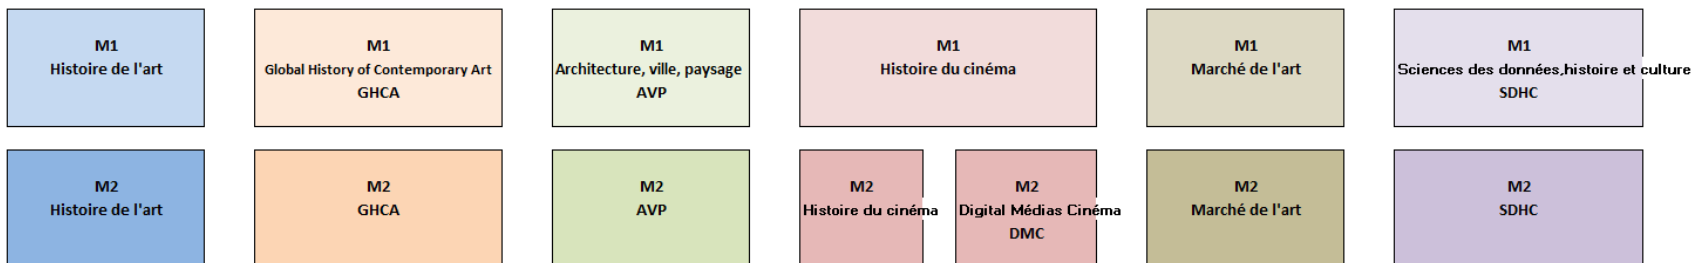 M1
Histoire de l'art
M1
Global History of Contemporary Art
GHCA
M1
Architecture, ville, paysage
AVP
M1
Histoire du cinéma
M1
Marché de l'art
M1
Sciences des données,histoire et culture
SDHC
M2
Histoire de l'art
M2
GHCA
M2
AVP
M2
Histoire du cinéma
M2
Digital Médias Cinéma
DMC
M2
Marché de l'art
M2
SDHC